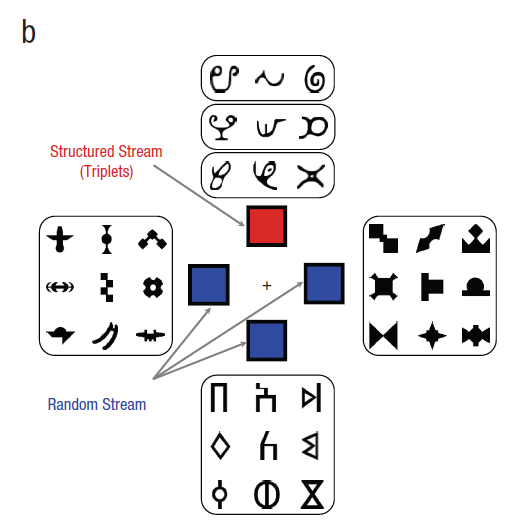 b
Structured Stream
(Triplets)
+
Random Stream